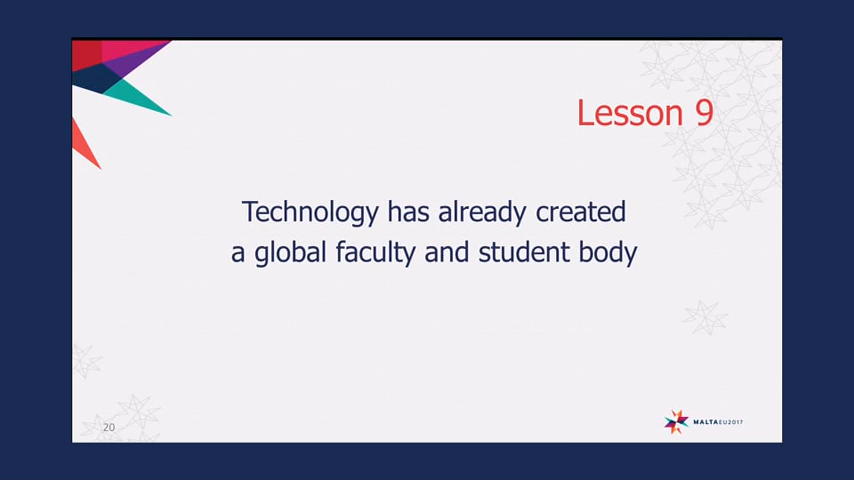 Lesson 9
Technology has already created
a global faculty and student body
20
MALTAEU2017